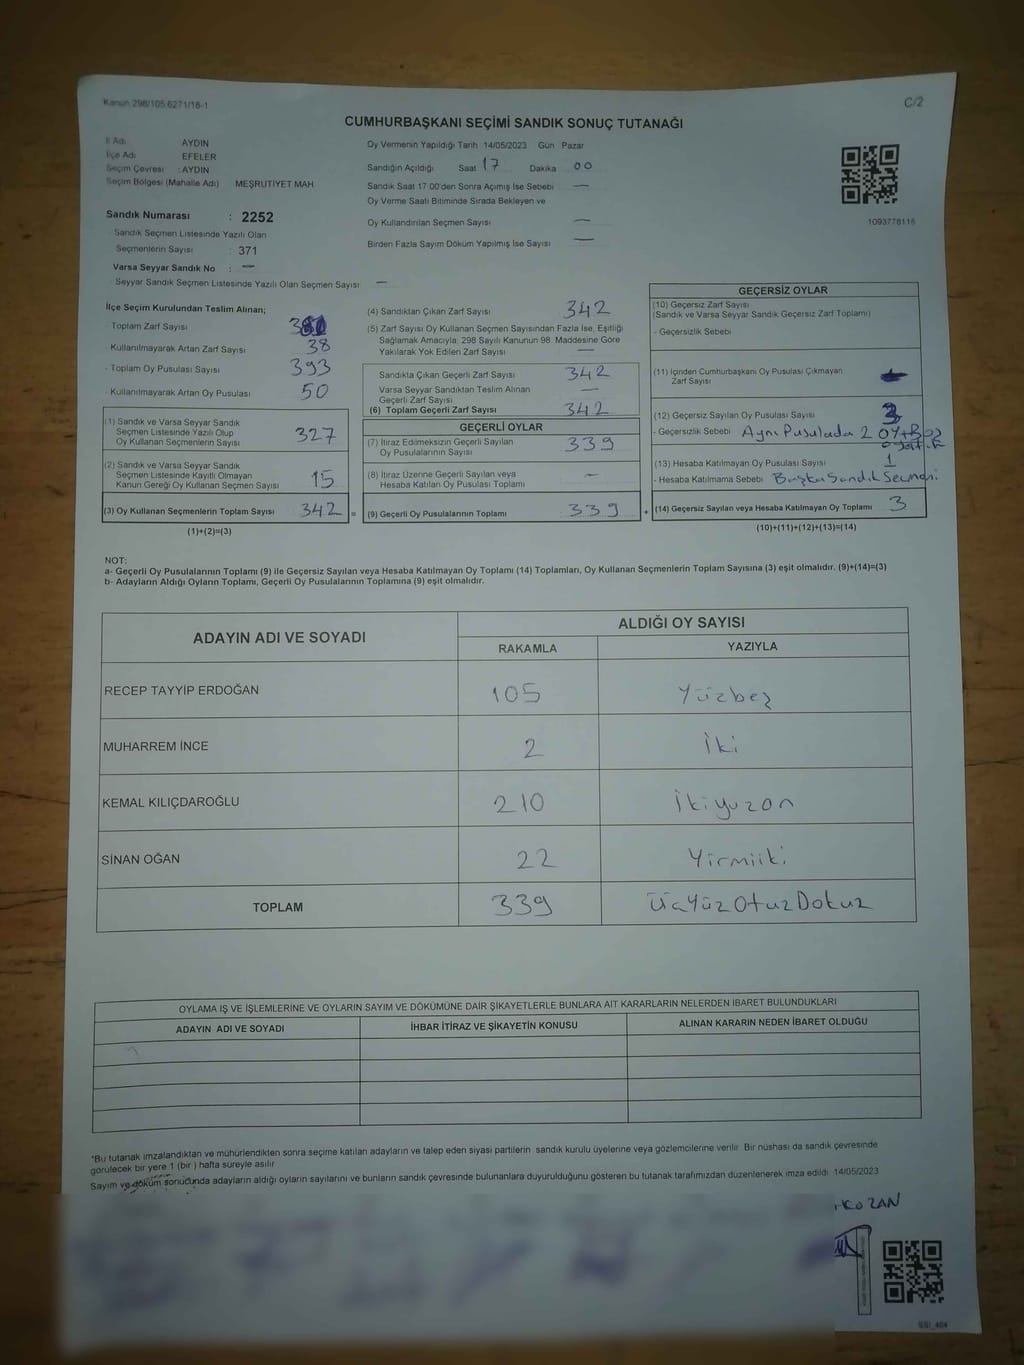 Kanun 298/105.6271/18-1
C/2
CUMHURBAŞKANI SEÇİMİ SANDIK SONUÇ TUTANAĞI
İl Adı AYDIN
İlçe Adı EFELER
Seçim Çevresi : AYDIN
Seçim Bölgesi (Mahalle Adı) MEŞRUTİYET MAH.
Sandık Numarası : 2252
Sandık Seçmen Listesinde Yazılı Olan
Seçmenlerin Sayısı : 371
Varsa Seyyar Sandık No : —
Seyyar Sandık Seçmen Listesinde Yazılı Olan Seçmen Sayısı —
Oy Vermenin Yapıldığı Tarih 14/05/2023 Gün Pazar
Sandığın Açıldığı Saat 17 Dakika 00
Sandık Saat 17.00'den Sonra Açımış İse Sebebi —
Oy Verme Saati Bitiminde Sırada Bekleyen ve
Oy Kullandırılan Seçmen Sayısı —
Birden Fazla Sayım Döküm Yapılmış İse Sayısı —
1093778116
İlçe Seçim Kurulundan Teslim Alınan;
Toplam Zarf Sayısı
Kullanılmayarak Artan Zarf Sayısı 38
Toplam Oy Pusulası Sayısı 393
Kullanılmayarak Artan Oy Pusulası 50
(1) Sandık ve Varsa Seyyar Sandık
Seçmen Listesinde Yazılı Olup
Oy Kullanan Seçmenlerin Sayısı 327
(2) Sandık ve Varsa Seyyar Sandık
Seçmen Listesinde Kayıtlı Olmayan
Kanun Gereği Oy Kullanan Seçmen Sayısı 15
(3) Oy Kullanan Seçmenlerin Toplam Sayısı 342 =
(1)+(2)=(3)
(4) Sandıktan Çıkan Zarf Sayısı 342
(5) Zarf Sayısı Oy Kullanan Seçmen Sayısından Fazla İse, Eşitliği
Sağlamak Amacıyla, 298 Sayılı Kanunun 98. Maddesine Göre
Yakılarak Yok Edilen Zarf Sayısı —
Sandıkta Çıkan Geçerli Zarf Sayısı 342
Varsa Seyyar Sandıktan Teslim Alınan
Geçerli Zarf Sayısı —
(6) Toplam Geçerli Zarf Sayısı 342
GEÇERLİ OYLAR
(7) İtiraz Edilmeksizin Geçerli Sayılan
Oy Pusulalarının Sayısı 339
(8) İtiraz Üzerine Geçerli Sayılan veya
Hesaba Katılan Oy Pusulası Toplamı —
(9) Geçerli Oy Pusulalarının Toplamı 339 +
GEÇERSİZ OYLAR
(10) Geçersiz Zarf Sayısı
(Sandık ve Varsa Seyyar Sandık Geçersiz Zarf Toplamı)
- Geçersizlik Sebebi
(11) İçinden Cumhurbaşkanı Oy Pusulası Çıkmayan
Zarf Sayısı
(12) Geçersiz Sayılan Oy Pusulası Sayısı
- Geçersizlik Sebebi Aynı Pusulada 2 oy+Boş
(13) Hesaba Katılmayan Oy Pusulası Sayısı 1
- Hesaba Katılmama Sebebi Başka Sandık Seçmeni
(14) Geçersiz Sayılan veya Hesaba Katılmayan Oy Toplamı 3
(10)+(11)+(12)+(13)=(14)
NOT:
a- Geçerli Oy Pusulalarının Toplamı (9) ile Geçersiz Sayılan veya Hesaba Katılmayan Oy Toplamı (14) Toplamları, Oy Kullanan Seçmenlerin Toplam Sayısına (3) eşit olmalıdır. (9)+(14)=(3)
b- Adayların Aldığı Oyların Toplamı, Geçerli Oy Pusulalarının Toplamına (9) eşit olmalıdır.
ADAYIN ADI VE SOYADI
ALDIĞI OY SAYISI
RAKAMLA YAZIYLA
RECEP TAYYİP ERDOĞAN 105 Yüzbeş
MUHARREM İNCE 2 İki
KEMAL KILIÇDAROĞLU 210 İkiyuzon
SİNAN OĞAN 22 Yirmiiki
TOPLAM 339 ÜçYüzOtuzDokuz
OYLAMA İŞ VE İŞLEMLERİNE VE OYLARIN SAYIM VE DÖKÜMÜNE DAİR ŞİKAYETLERLE BUNLARA AİT KARARLARIN NELERDEN İBARET BULUNDUKLARI
ADAYIN ADI VE SOYADI İHBAR İTİRAZ VE ŞİKAYETİN KONUSU ALINAN KARARIN NEDEN İBARET OLDUĞU
*Bu tutanak imzalandıktan ve mühürlendikten sonra seçime katılan adayların ve talep eden siyasi partilerin sandık kurulu üyelerine veya gözlemcilerine verilir. Bir nüshası da sandık çevresinde
görülecek bir yere 1 (bir) hafta süreyle asılır.
Sayım ve döküm sonucunda adayların aldığı oyların sayılarını ve bunların sandık çevresinde bulunanlara duyurulduğunu gösteren bu tutanak tarafımızdan düzenlenerek imza edildi. 14/05/2023